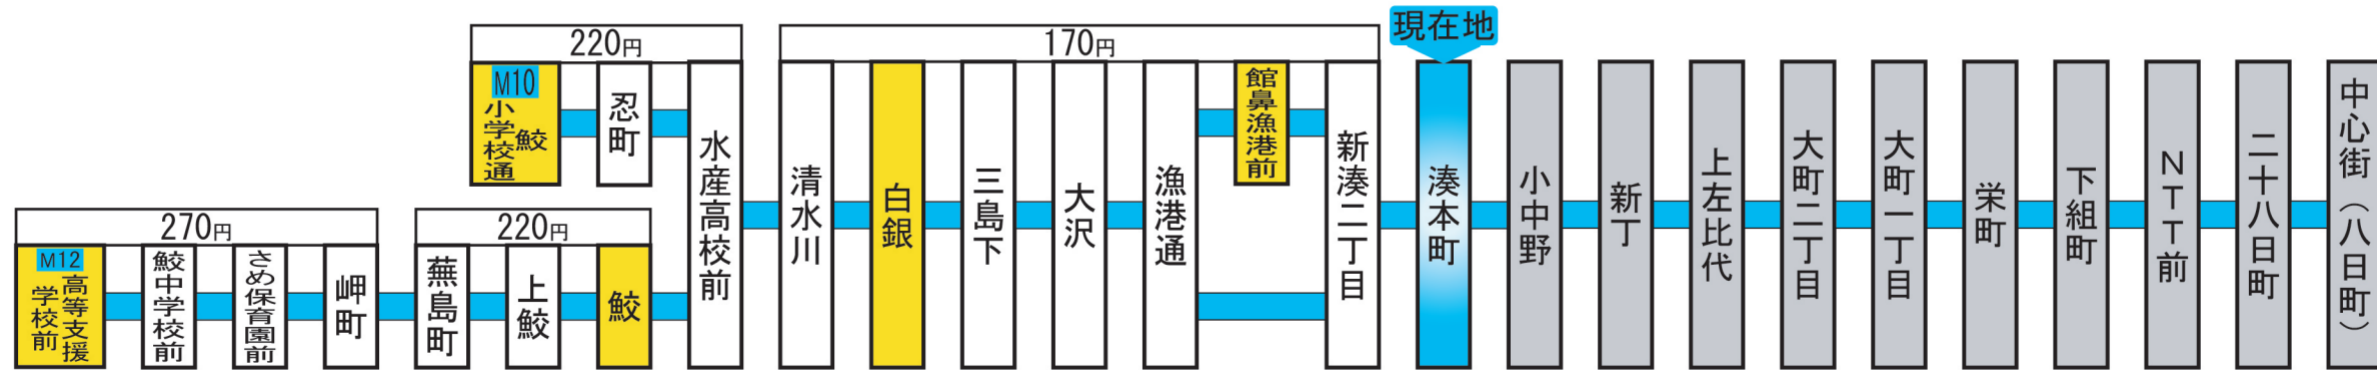 現在地
220円
170円
M10
鮫
小学校通
忍町
水産高校前
清水川
白銀
三島下
大沢
漁港通
館鼻漁港前
新湊二丁目
湊本町
小中野
新丁
上左比代
大町二丁目
大町一丁目
栄町
下組町
NTT前
二十八日町
中心街（八日町）
270円
220円
M12
高等支援
学校前
鮫中学校前
さめ保育園前
岬町
蕪島町
上鮫
鮫